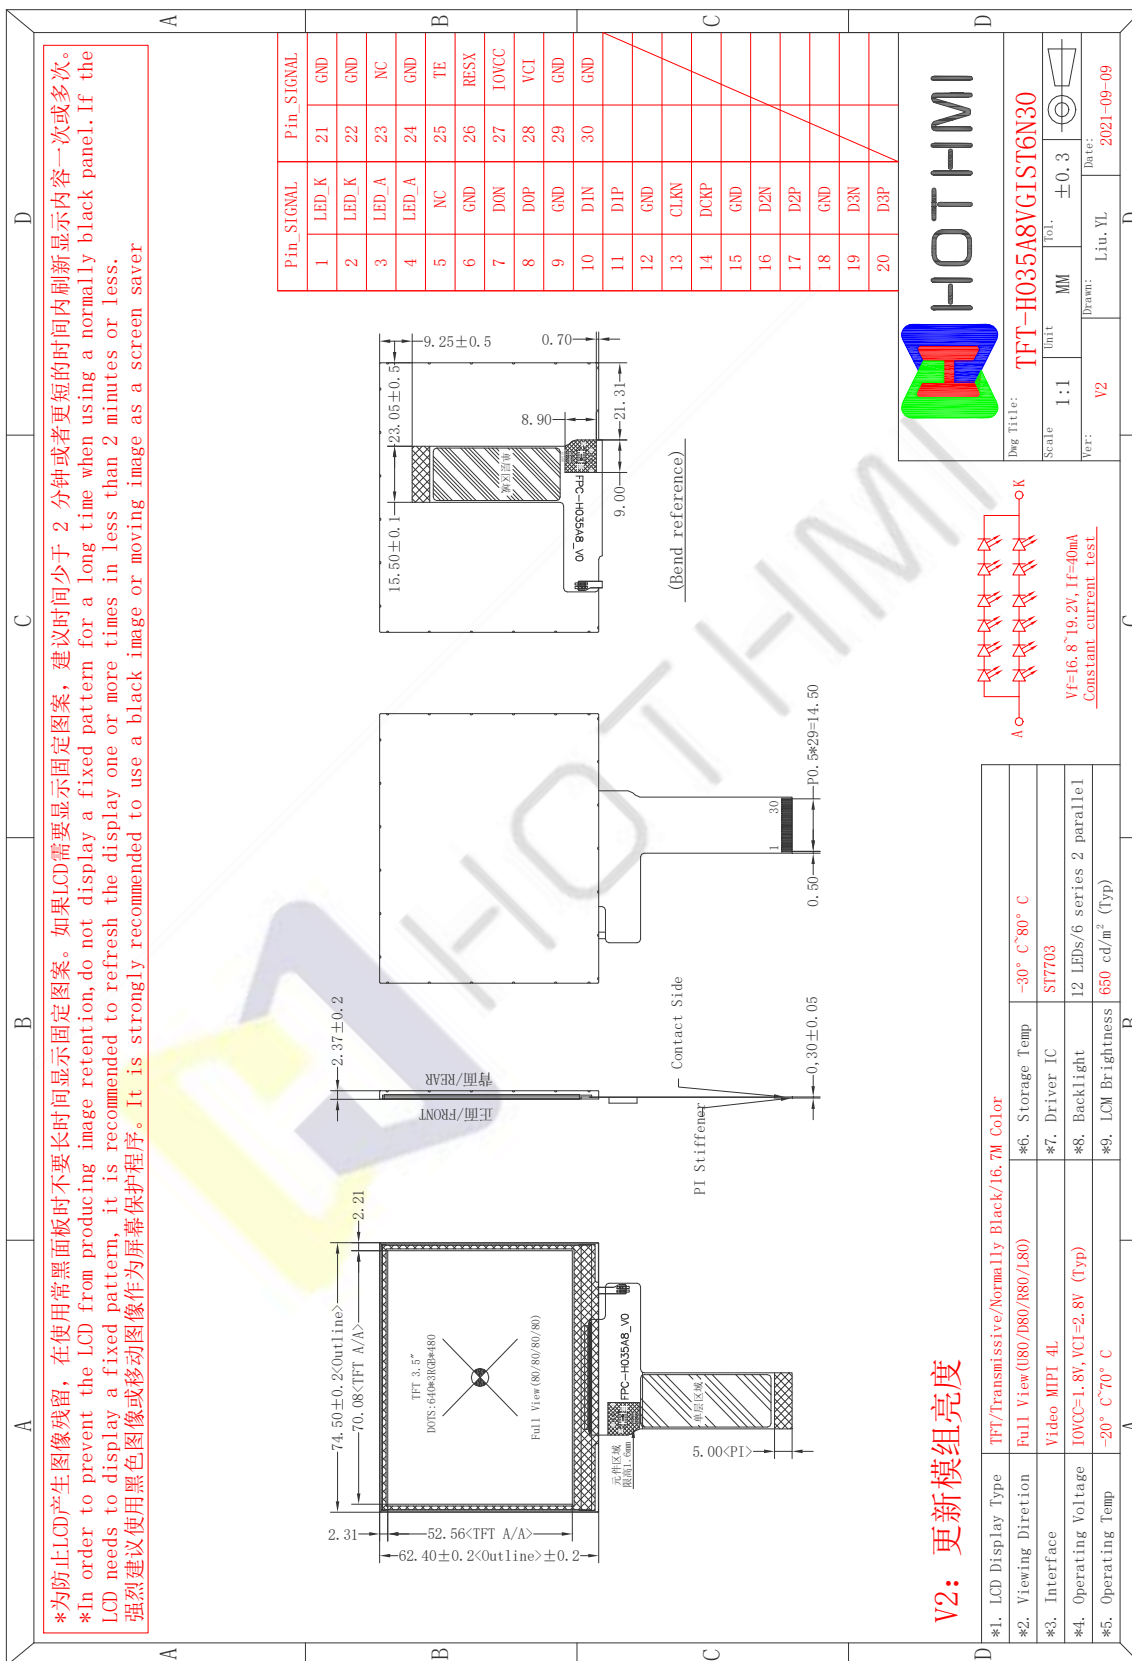 *为防止LCD产生图像残留，在使用常黑面板时不要长时间显示固定图案。如果LCD需要显示固定图案，建议时间少于 2 分钟或者更短的时间内刷新显示内容一次或多次。
*In order to prevent the LCD from producing image retention,do not display a fixed pattern for a long time when using a normally black panel.If the
LCD needs to display a fixed pattern, it is recommended to refresh the display one or more times in less than 2 minutes or less.
强烈建议使用黑色图像或移动图像作为屏幕保护程序。It is strongly recommended to use a black image or moving image as a screen saver
A
B
C
D
A
B
C
D
A
B
C
D
A
B
C
D
74.50±0.2<Outline>
70.08<TFT A/A>
2.21
2.31
52.56<TFT A/A>
62.40±0.2<Outline>±0.2
TFT 3.5"
DOTS:640*3RGB*480
Full View(80/80/80/80)
FPC-H035A8_V0
元件区域
限高1.6mm
单层区域
5.00<PI>
2.37±0.2
正面/FRONT
背面/REAR
PI Stiffener
Contact Side
0,30±0.05
1
30
0.50
P0.5*29=14.50
15.50±0.1
23.05±0.5
9.25±0.5
0.70
8.90
单层区域
FPC-H035A8_V0
9.00
21.31
(Bend reference)
Pin_SIGNAL Pin_SIGNAL
1 LED_K 21 GND
2 LED_K 22 GND
3 LED_A 23 NC
4 LED_A 24 GND
5 NC 25 TE
6 GND 26 RESX
7 D0N 27 IOVCC
8 D0P 28 VCI
9 GND 29 GND
10 D1N 30 GND
11 D1P
12 GND
13 CLKN
14 DCKP
15 GND
16 D2N
17 D2P
18 GND
19 D3N
20 D3P
V2: 更新模组亮度
*1. LCD Display Type TFT/Transmissive/Normally Black/16.7M Color
*2. Viewing Diretion Full View(U80/D80/R80/L80) *6. Storage Temp -30° C~80° C
*3. Interface Video MIPI 4L *7. Driver IC ST7703
*4. Operating Voltage IOVCC=1.8V,VCI=2.8V (Typ) *8. Backlight 12 LEDs/6 series 2 parallel
*5. Operating Temp -20° C~70° C *9. LCM Brightness 650 cd/m² (Typ)
A
K
Vf=16.8~19.2V,If=40mA
Constant current test
HOTHMI
Dwg Title: TFT-H035A8VGIST6N30
Scale 1:1 Unit MM Tol. ±0.3
Ver: V2 Drawn: Liu.YL Date: 2021-09-09
HOTHMI